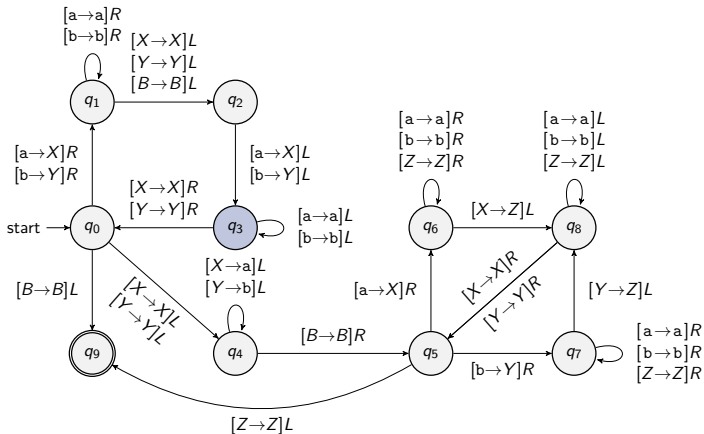 [a→a]R
[b→b]R
[X→X]L
[Y→Y]L
[B→B]L
q1
q2
[a→X]R
[b→Y]R
[a→X]L
[b→Y]L
[a→a]R
[b→b]R
[Z→Z]R
[a→a]L
[b→b]L
[Z→Z]L
start
q0
[X→X]R
[Y→Y]R
q3
[a→a]L
[b→b]L
q6
[X→Z]L
q8
[B→B]L
[X→X]L
[Y→Y]L
[X→a]L
[Y→b]L
[a→X]R
[X→X]R
[Y→Y]R
[Y→Z]L
q9
q4
[B→B]R
q5
[b→Y]R
q7
[a→a]R
[b→b]R
[Z→Z]R
[Z→Z]L